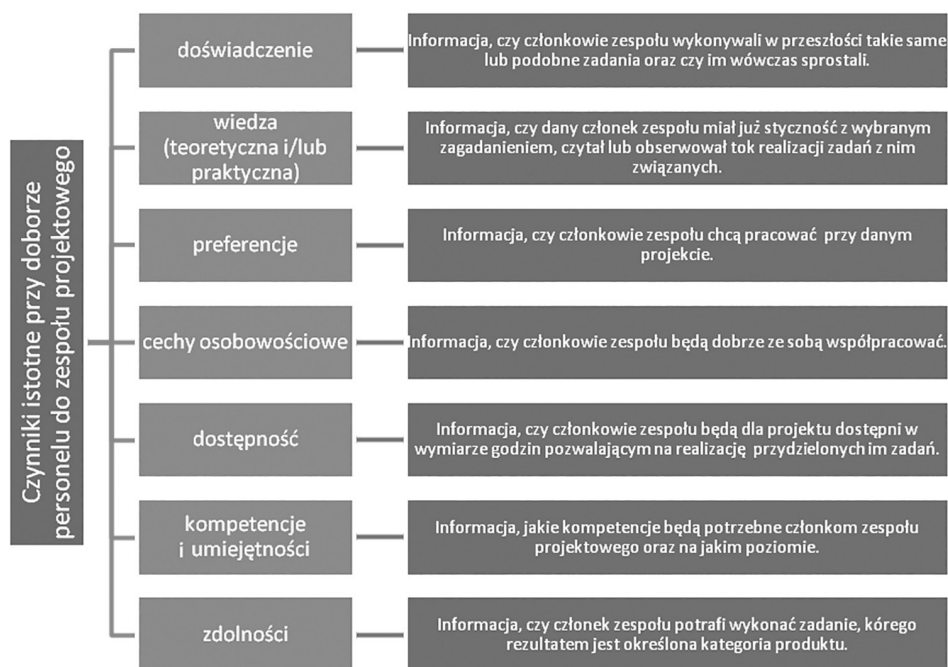 Czynniki istotne przy doborze
personelu do zespołu projektowego
doświadczenie
Informacja, czy członkowie zespołu wykonywali w przeszłości takie same
lub podobne zadania oraz czy im wówczas sprostali.
wiedza
(teoretyczna i/lub
praktyczna)
Informacja, czy dany członek zespołu miał już styczność z wybranym
zagadanieniem, czytał lub obserwował tok realizacji zadań z nim
związanych.
preferencje
Informacja, czy członkowie zespołu chcą pracować przy danym
projekcie.
cechy osobowościowe
Informacja, czy członkowie zespołu będą dobrze ze sobą współpracować.
dostępność
Informacja, czy członkowie zespołu będą dla projektu dostępni w
wymiarze godzin pozwalającym na realizację przydzielonych im zadań.
kompetencje
i umiejętności
Informacja, jakie kompetencje będą potrzebne członkom zespołu
projektowego oraz na jakim poziomie.
zdolności
Informacja, czy członek zespołu potrafi wykonać zadanie, kórego
rezultatem jest określona kategoria produktu.